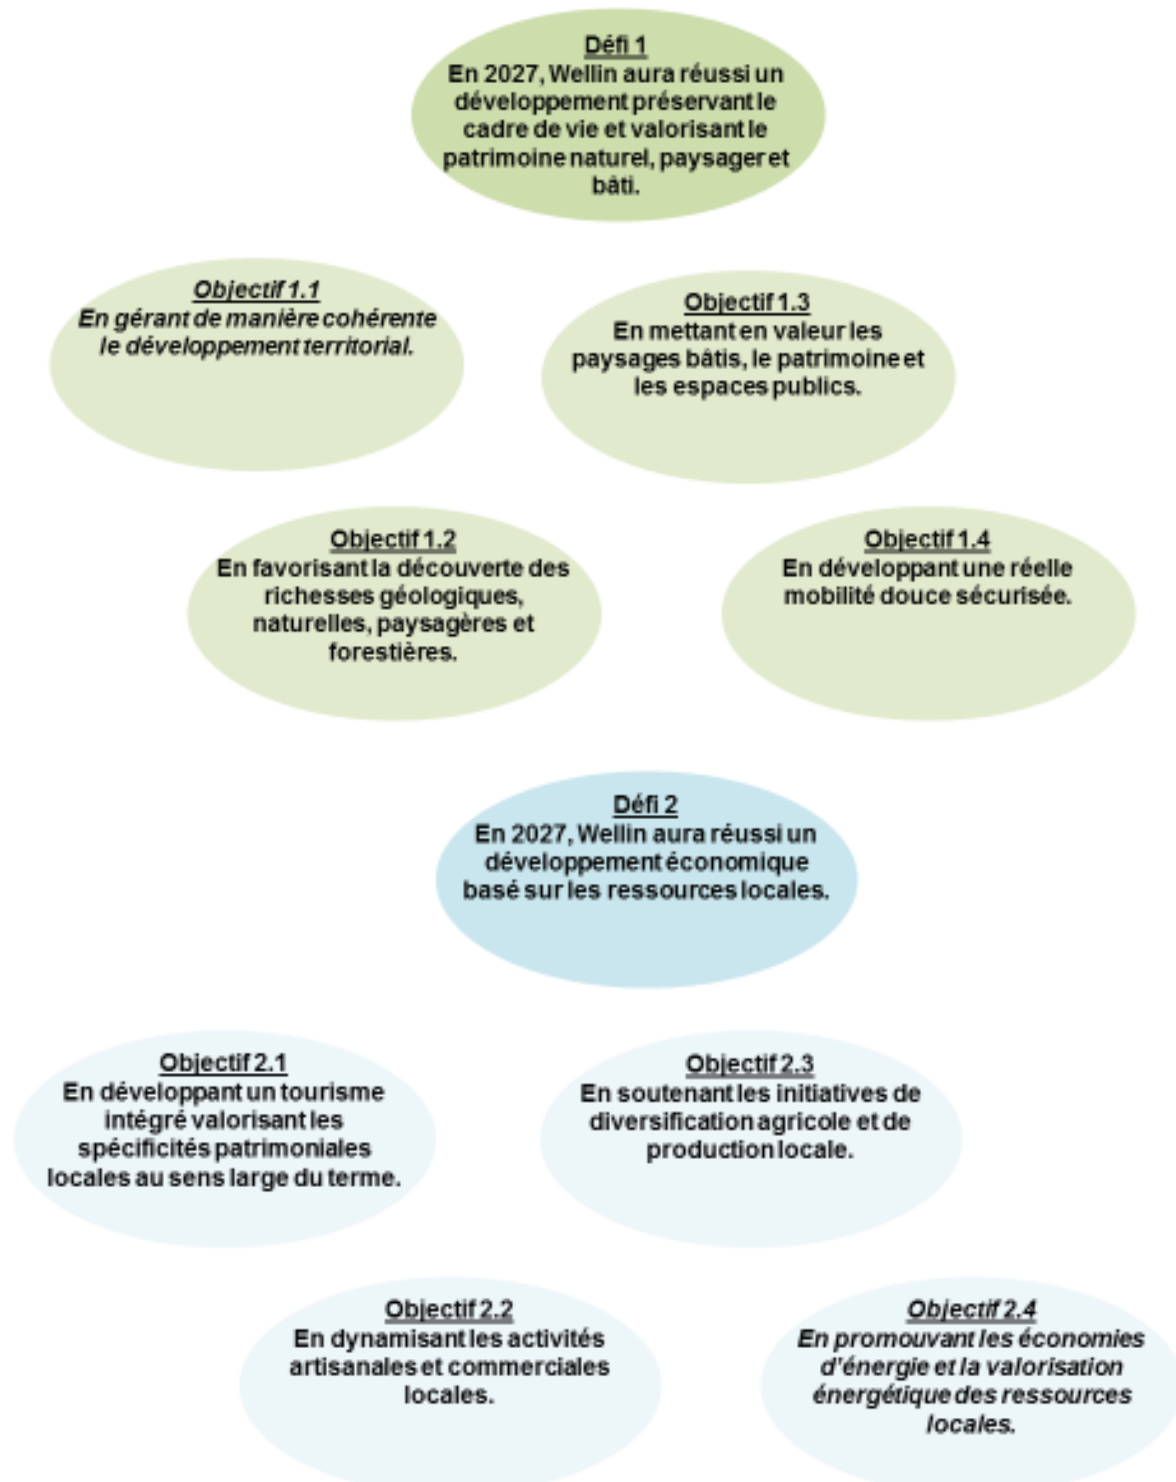 Défi 1
En 2027, Wellin aura réussi un
développement préservant le
cadre de vie et valorisant le
patrimoine naturel, paysager et
bâti.
Objectif 1.1
En gérant de manière cohérente
le développement territorial.
Objectif 1.3
En mettant en valeur les
paysages bâtis, le patrimoine et
les espaces publics.
Objectif 1.2
En favorisant la découverte des
richesses géologiques,
naturelles, paysagères et
forestières.
Objectif 1.4
En développant une réelle
mobilité douce sécurisée.
Défi 2
En 2027, Wellin aura réussi un
développement économique
basé sur les ressources locales.
Objectif 2.1
En développant un tourisme
intégré valorisant les
spécificités patrimoniales
locales au sens large du terme.
Objectif 2.3
En soutenant les initiatives de
diversification agricole et de
production locale.
Objectif 2.2
En dynamisant les activités
artisanales et commerciales
locales.
Objectif 2.4
En promouvant les économies
d'énergie et la valorisation
énergétique des ressources
locales.